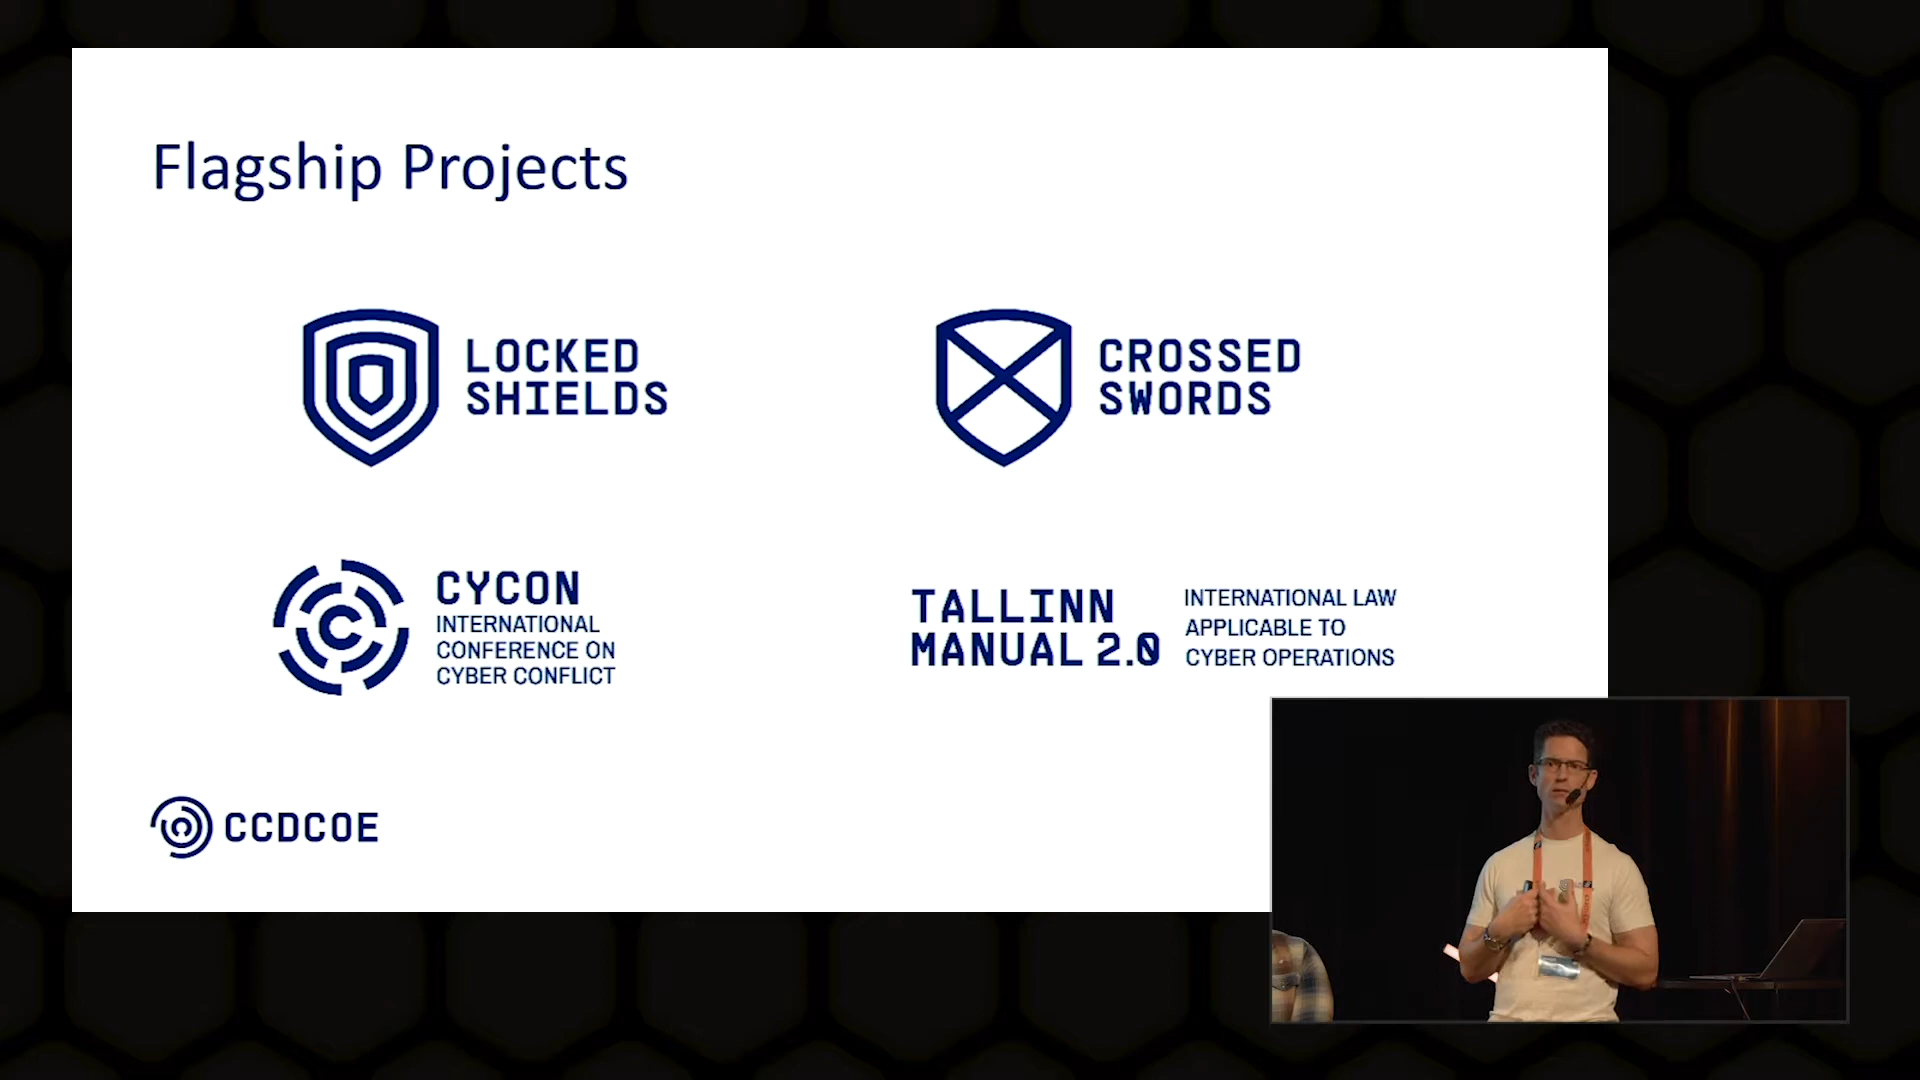 Flagship Projects
LOCKED
SHIELDS
CROSSED
SWORDS
CYCON
INTERNATIONAL
CONFERENCE ON
CYBER CONFLICT
TALLINN
MANUAL 2.0
INTERNATIONAL LAW
APPLICABLE TO
CYBER OPERATIONS
CCDCOE